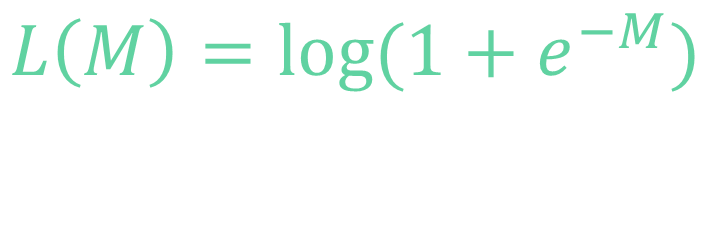 L(M) = log(1 + e^{-M})